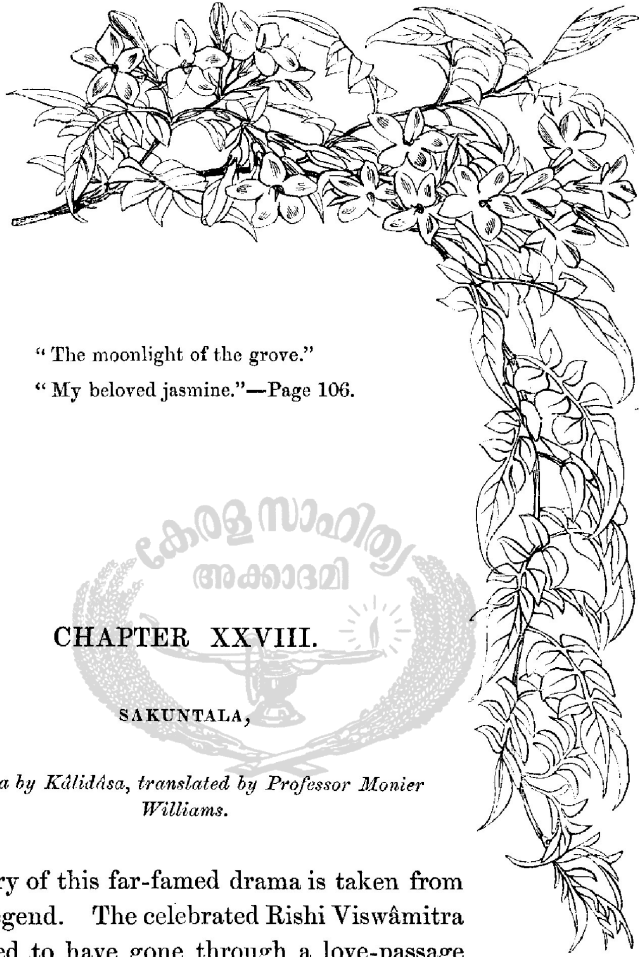 “ The moonlight of the grove.”
“ My beloved jasmine.”—Page 106.
കേരള സാഹിത്യ
അക്കാദമി
CHAPTER XXVIII.
SAKUNTALA,
a by Kâlidâsa, translated by Professor Monier
Williams.
ry of this far-famed drama is taken from
egend. The celebrated Rishi Viswâmitra
ed to have gone through a love-passage